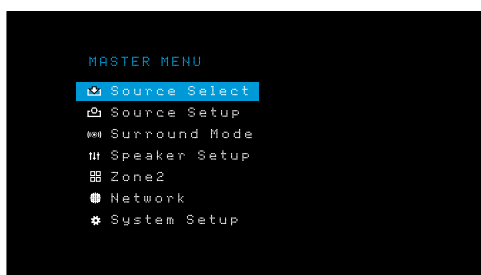 MASTER MENU
Source Select
Source Setup
Surround Mode
Speaker Setup
Zone2
Network
System Setup